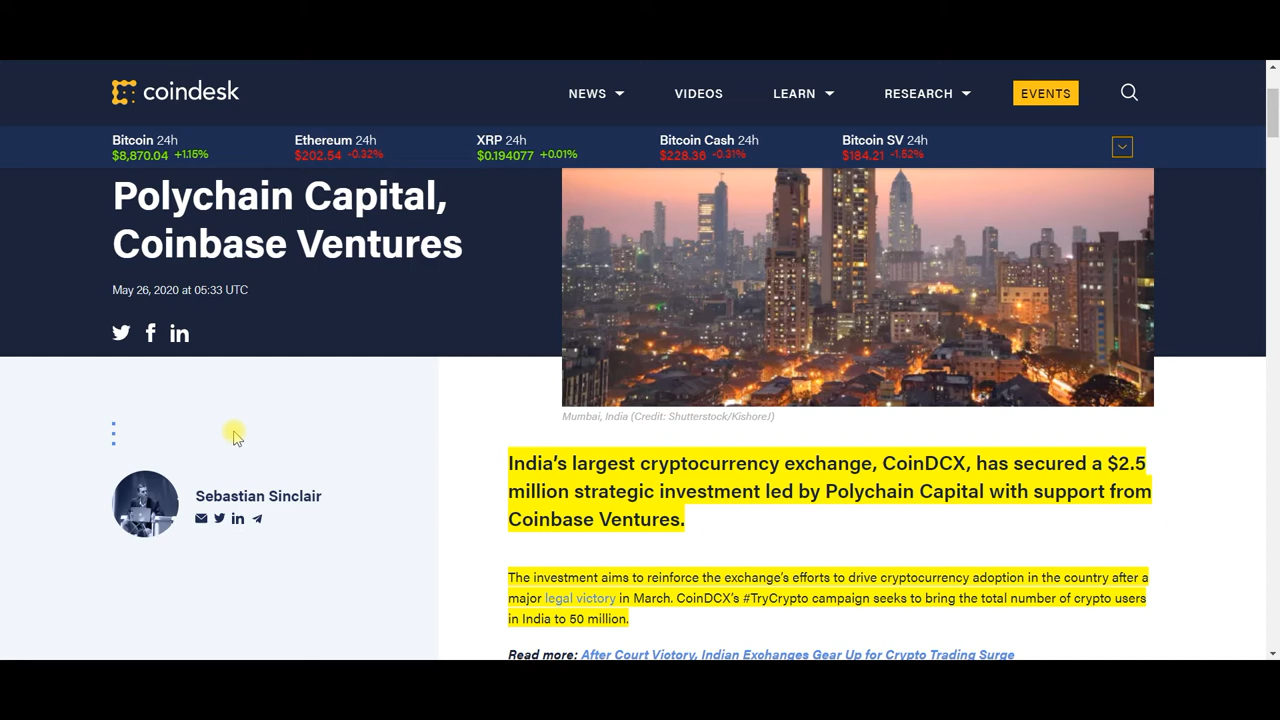 coindesk
NEWS VIDEOS LEARN RESEARCH EVENTS
Bitcoin 24h Ethereum 24h XRP 24h Bitcoin Cash 24h Bitcoin SV 24h
$8,870.04 +1.15% $202.54 -0.32% $0.194077 +0.01% $228.36 -0.31% $184.21 -1.52%
Polychain Capital,
Coinbase Ventures
May 26, 2020 at 05:33 UTC
Mumbai, India (Credit: Shutterstock/KishoreJ)
Sebastian Sinclair
India's largest cryptocurrency exchange, CoinDCX, has secured a $2.5
million strategic investment led by Polychain Capital with support from
Coinbase Ventures.
The investment aims to reinforce the exchange's efforts to drive cryptocurrency adoption in the country after a
major legal victory in March. CoinDCX's #TryCrypto campaign seeks to bring the total number of crypto users
in India to 50 million.
Read more: After Court Victory, Indian Exchanges Gear Up for Crypto Trading Surge